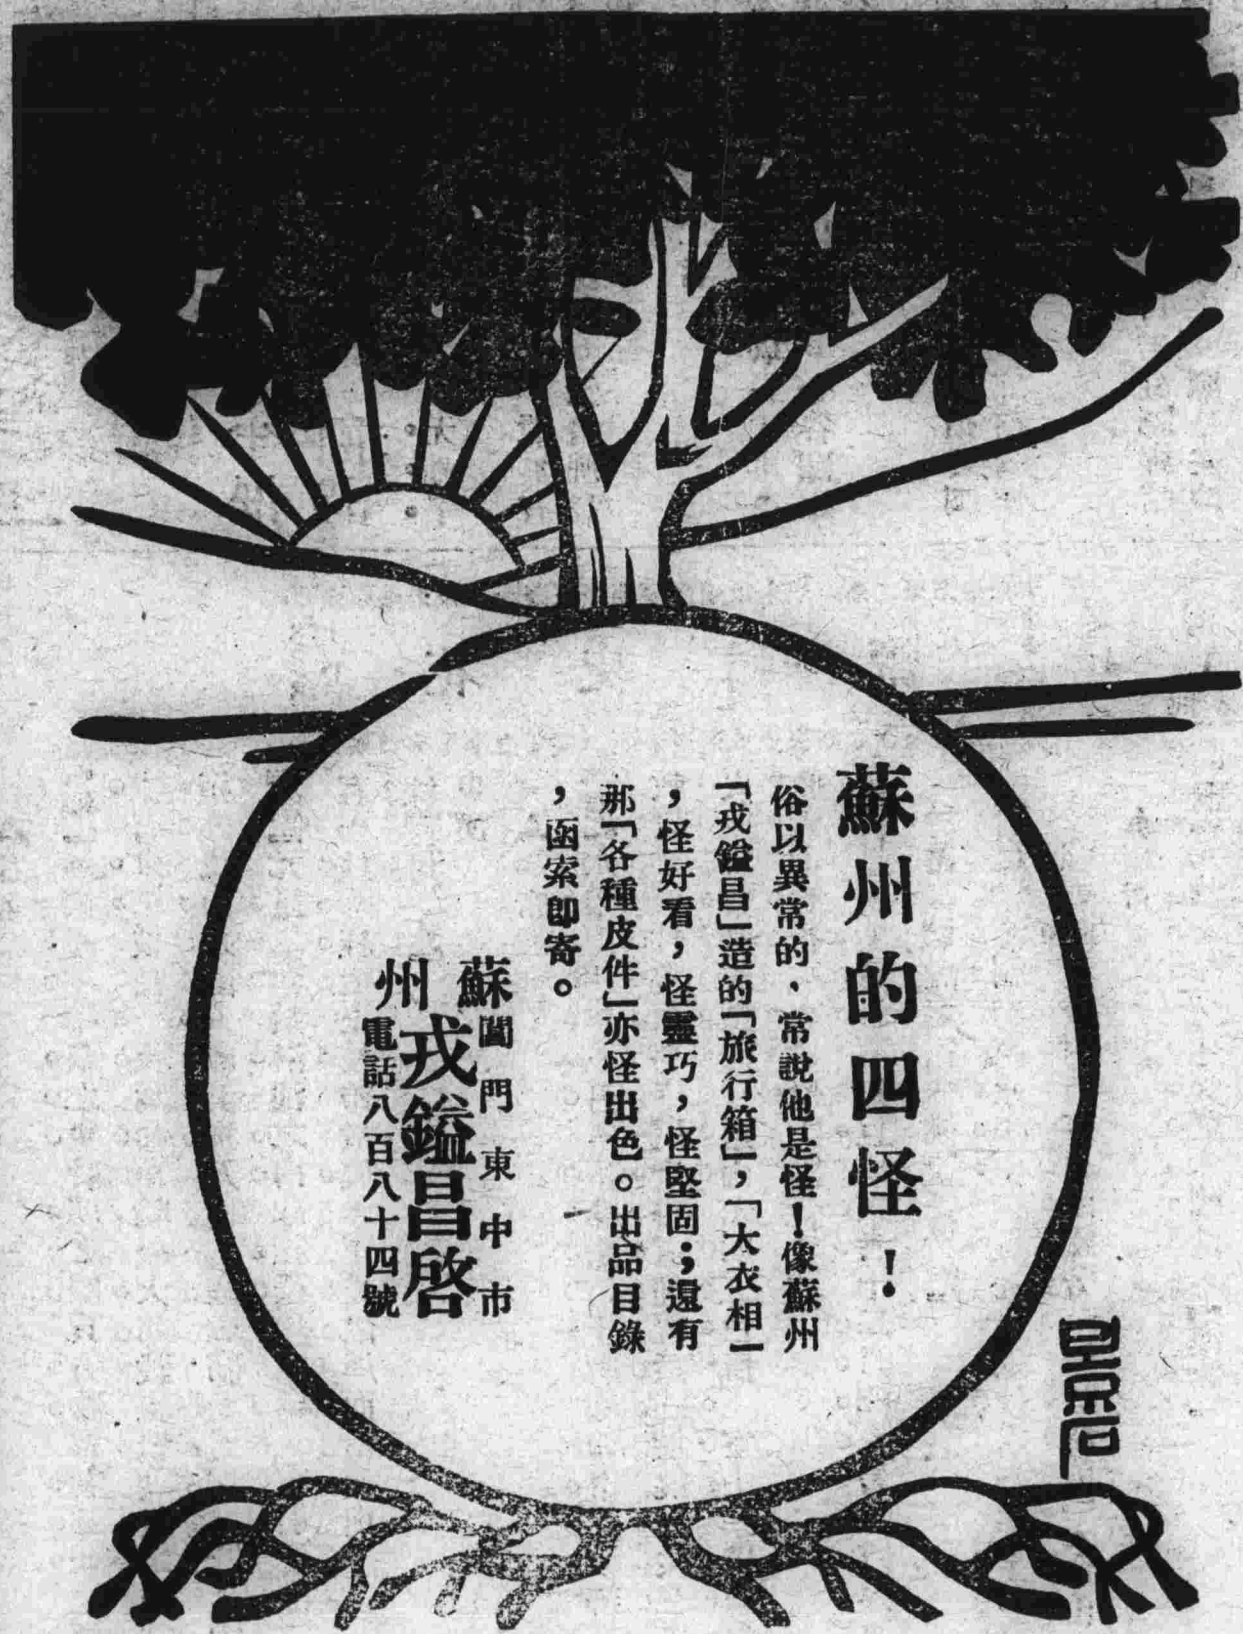 蘇州的四怪！
俗以異常的，常說他是怪！像蘇州
「戎鎰昌」造的「旅行箱」，「大衣相」
，怪好看，怪靈巧，怪堅固；還有
那「各種皮件」亦怪出色。出品目錄
，函索即寄。
蘇州
閶門東中市
戎鎰昌啓
電話八百八十四號